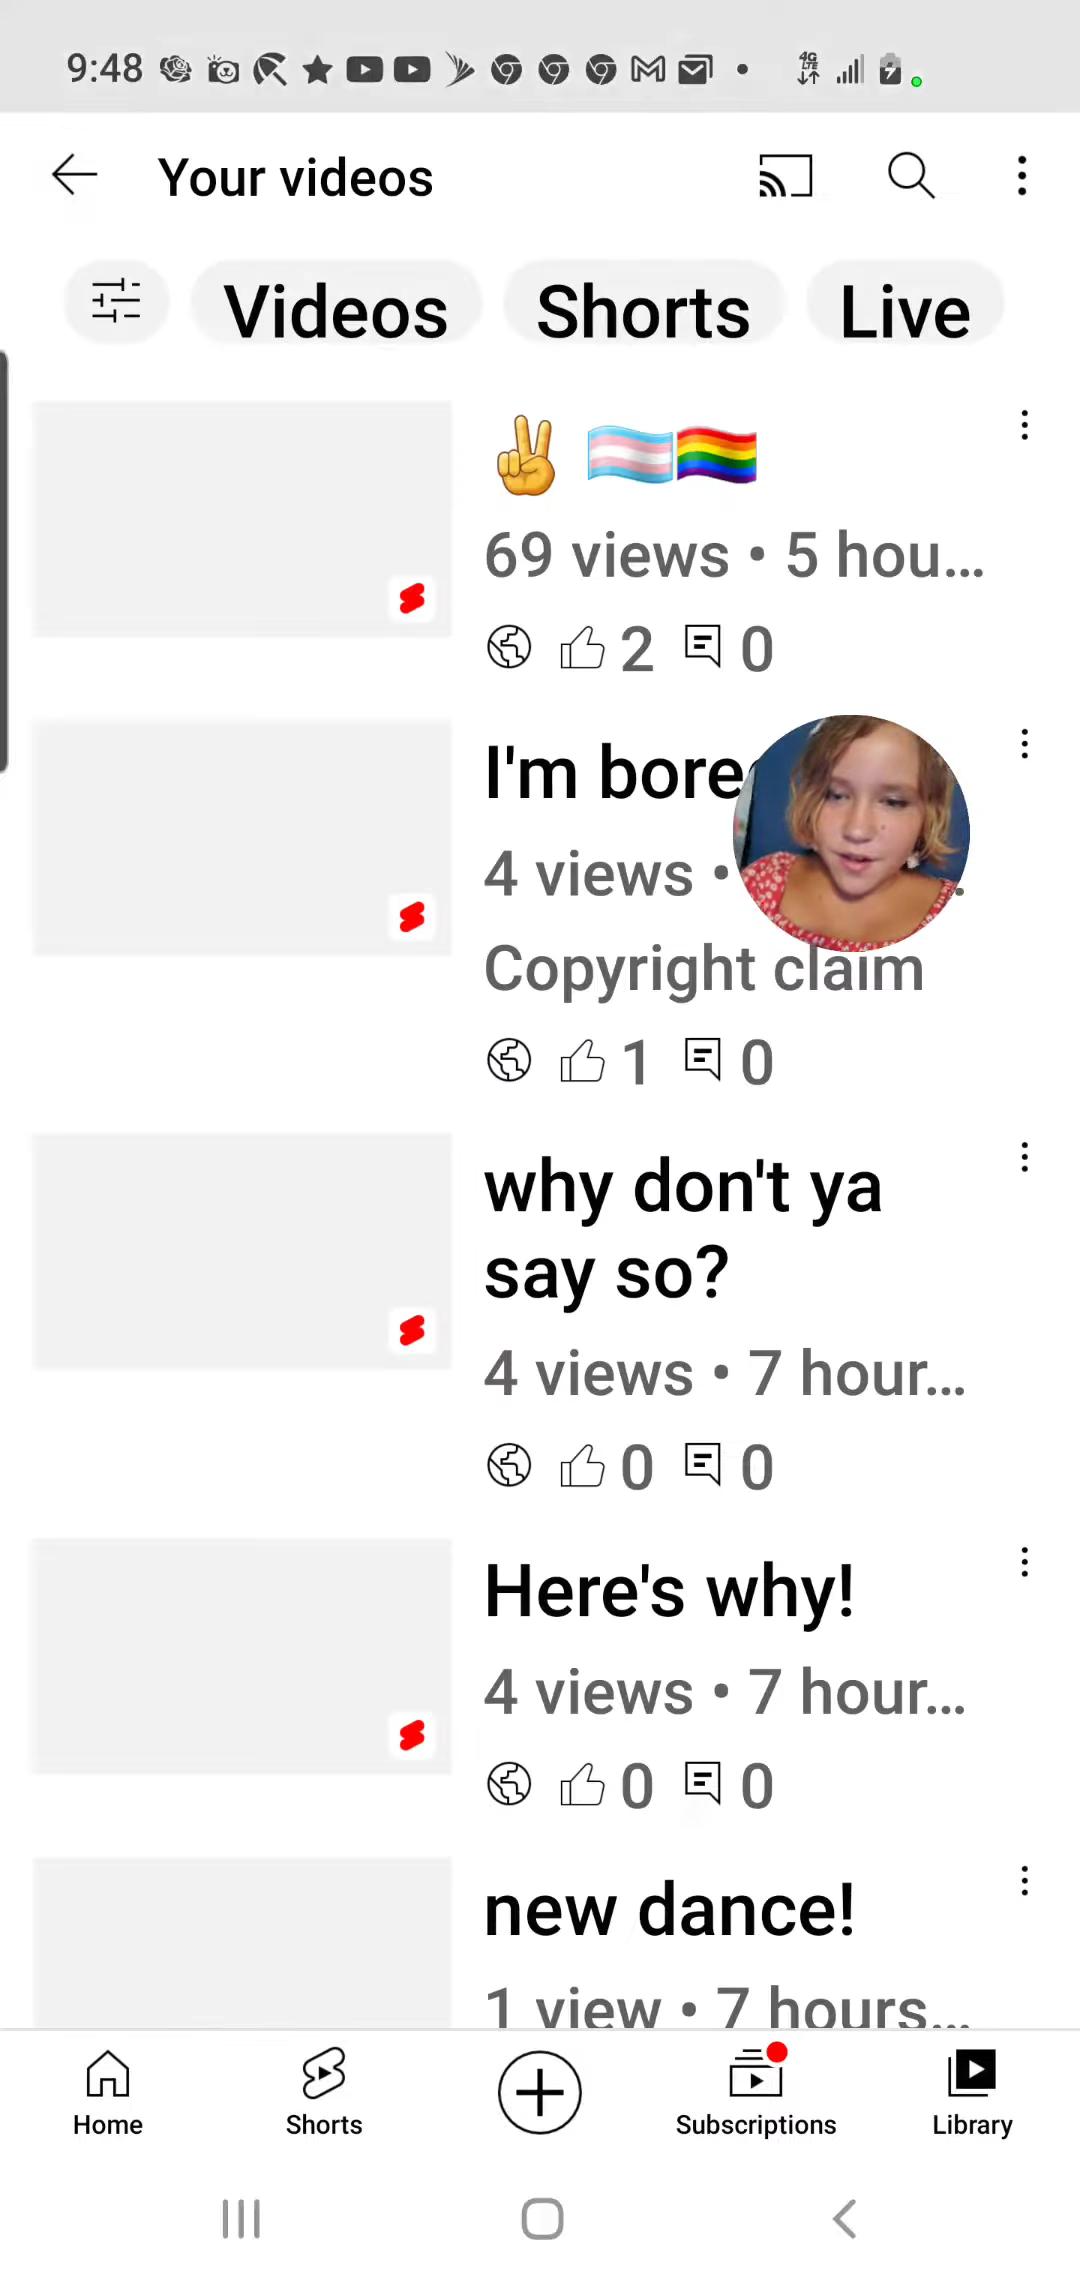 9:48
4G LTE
Your videos
Videos Shorts Live
✌️ 🏳️‍⚧️🏳️‍🌈
69 views • 5 hou...
2 0
I'm bore
4 views •
Copyright claim
1 0
why don't ya
say so?
4 views • 7 hour...
0 0
Here's why!
4 views • 7 hour...
0 0
new dance!
1 view • 7 hours...
Home Shorts Subscriptions Library